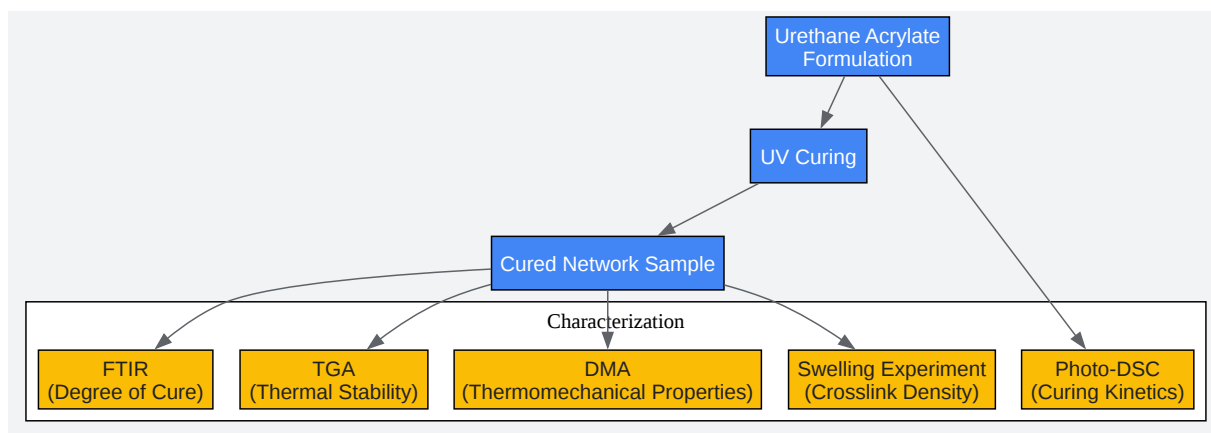 Urethane Acrylate
Formulation
UV Curing
Cured Network Sample
Characterization
FTIR
(Degree of Cure)
TGA
(Thermal Stability)
DMA
(Thermomechanical Properties)
Swelling Experiment
(Crosslink Density)
Photo-DSC
(Curing Kinetics)